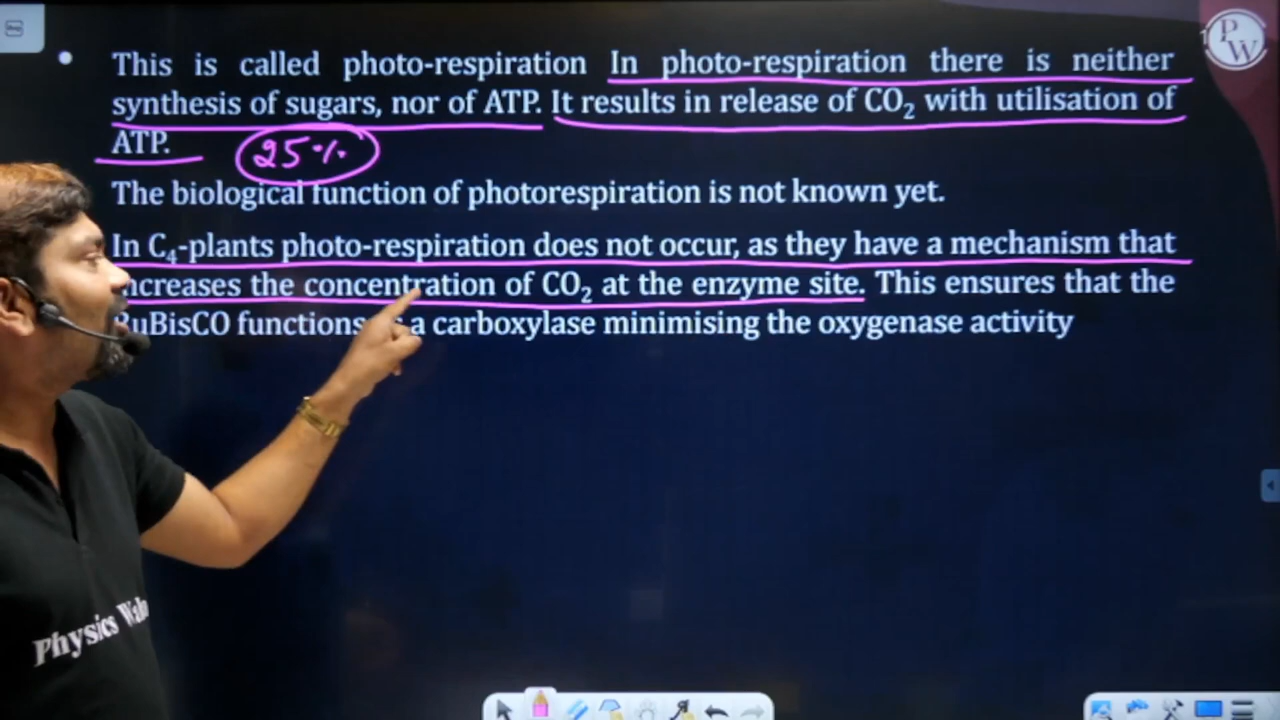 This is called photo-respiration In photo-respiration there is neither
synthesis of sugars, nor of ATP. It results in release of CO₂ with utilisation of
ATP. 25%
The biological function of photorespiration is not known yet.
In C₄-plants photo-respiration does not occur, as they have a mechanism that
increases the concentration of CO₂ at the enzyme site. This ensures that the
RuBisCO functions a carboxylase minimising the oxygenase activity
PW
Physics